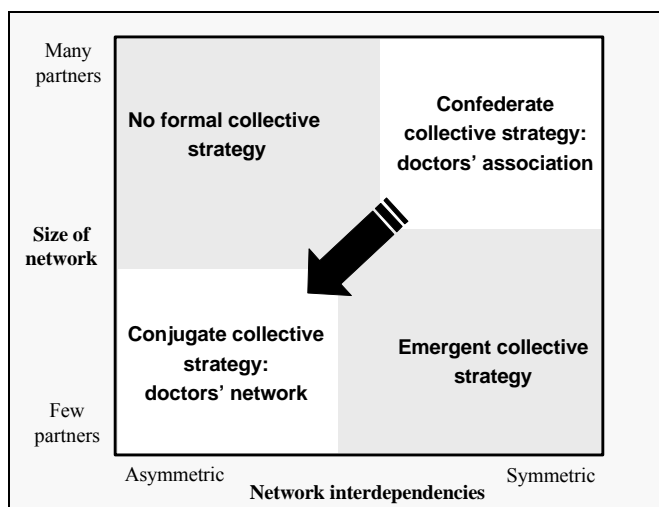 Many
partners
No formal collective
strategy
Confederate
collective strategy:
doctors’ association
Size of
network
Conjugate collective
strategy:
doctors’ network
Emergent collective
strategy
Few
partners
Asymmetric
Symmetric
Network interdependencies